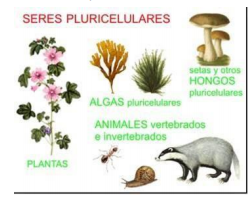 SERES PLURICELULARES
setas y otros
HONGOS
pluricelulares
ALGAS pluricelulares
ANIMALES vertebrados
e invertebrados
PLANTAS